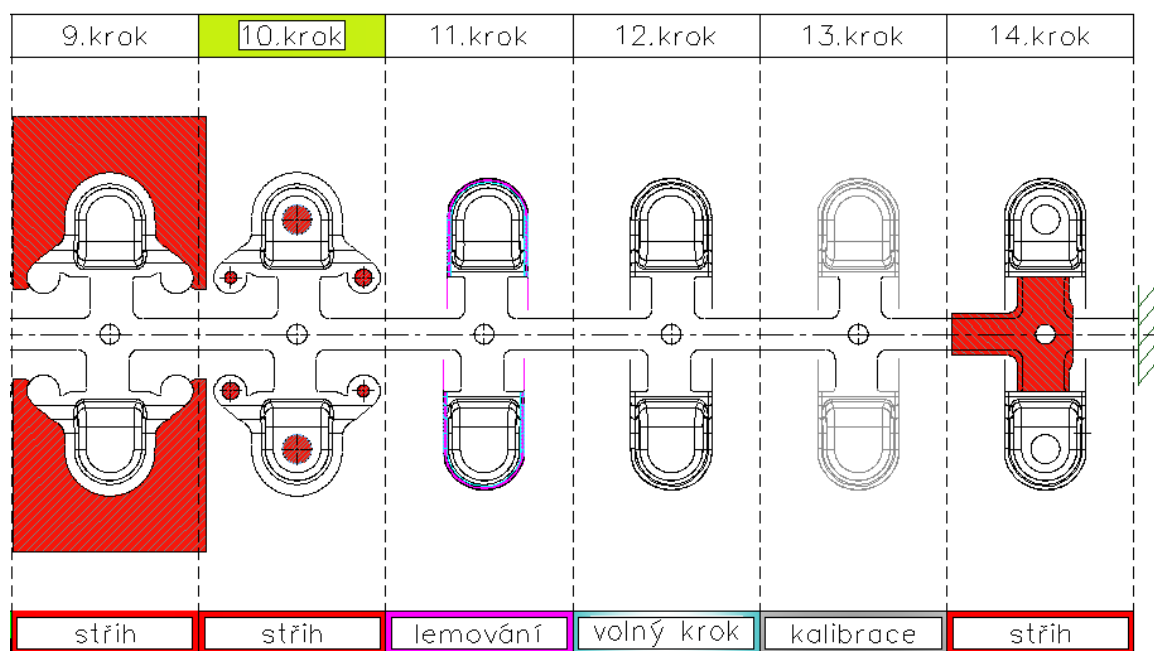 9.krok
10.krok
11.krok
12.krok
13.krok
14.krok
střih
střih
lemování
volný krok
kalibrace
střih